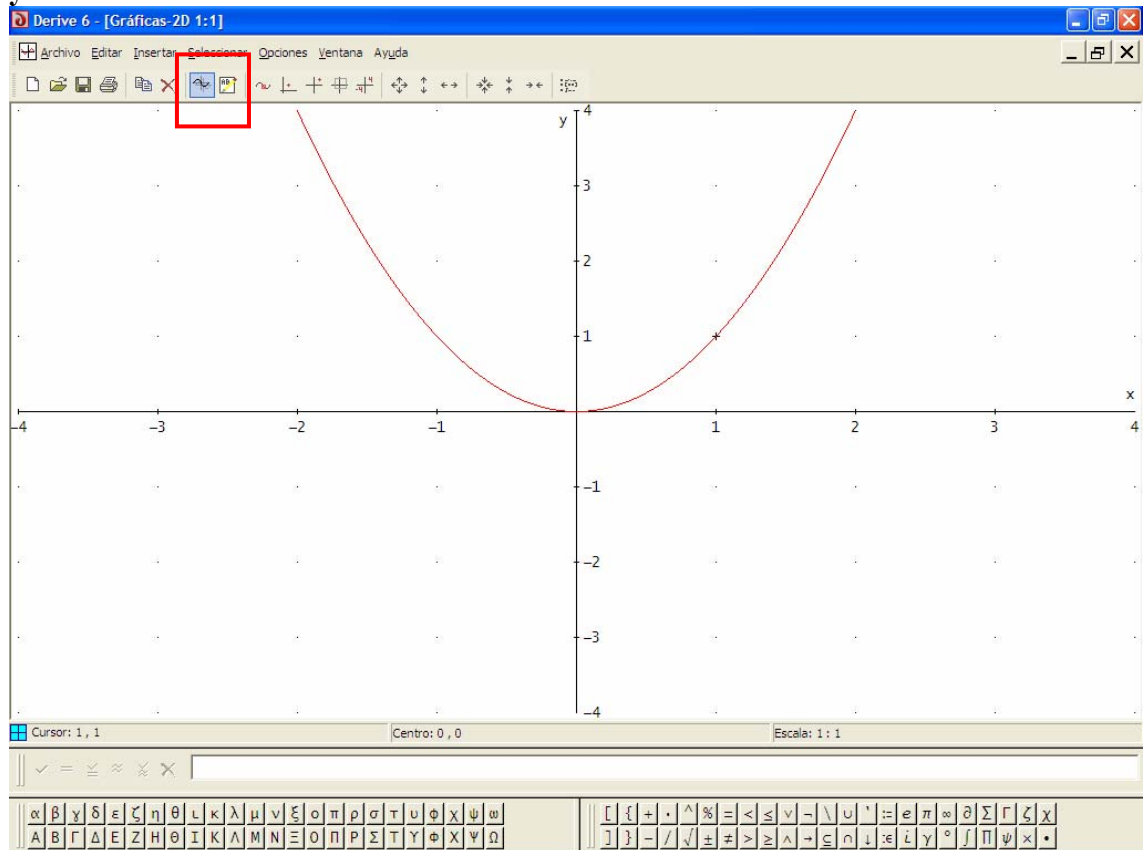 y
Derive 6 - [Gráficas-2D 1:1]
Archivo Editar Insertar Seleccionar Opciones Ventana Ayuda
y 4
3
2
1
x
-4 -3 -2 -1 1 2 3 4
-1
-2
-3
-4
Cursor: 1 , 1 Centro: 0 , 0 Escala: 1 : 1
α β γ δ ε ζ η θ ι κ λ μ ν ξ ο π ρ σ τ υ φ χ ψ ω [ { + · ^ % = < ≤ ∨ ¬ \ ∪ ' := e π ∞ ∂ Σ Γ ζ χ
Α Β Γ Δ Ε Ζ Η Θ Ι Κ Λ Μ Ν Ξ Ο Π Ρ Σ Τ Υ Φ Χ Ψ Ω ] } − / √ ± ≠ > ≥ ∧ → ⊆ ∩ ↓ :∈ i γ ° ∫ Π ψ × •